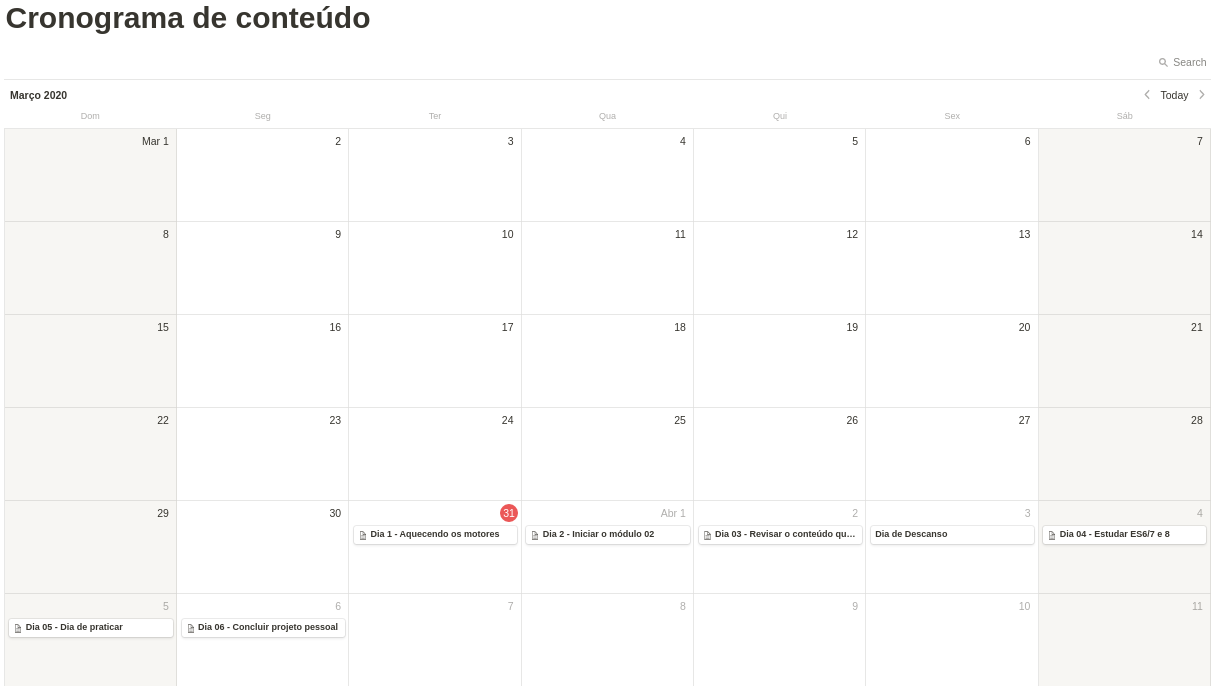 Cronograma de conteúdo
Search
Março 2020
Today
Dom Seg Ter Qua Qui Sex Sáb
Mar 1 2 3 4 5 6 7
8 9 10 11 12 13 14
15 16 17 18 19 20 21
22 23 24 25 26 27 28
29 30 31 Abr 1 2 3 4
Dia 1 - Aquecendo os motores
Dia 2 - Iniciar o módulo 02
Dia 03 - Revisar o conteúdo qu...
Dia de Descanso
Dia 04 - Estudar ES6/7 e 8
5 6 7 8 9 10 11
Dia 05 - Dia de praticar
Dia 06 - Concluir projeto pessoal